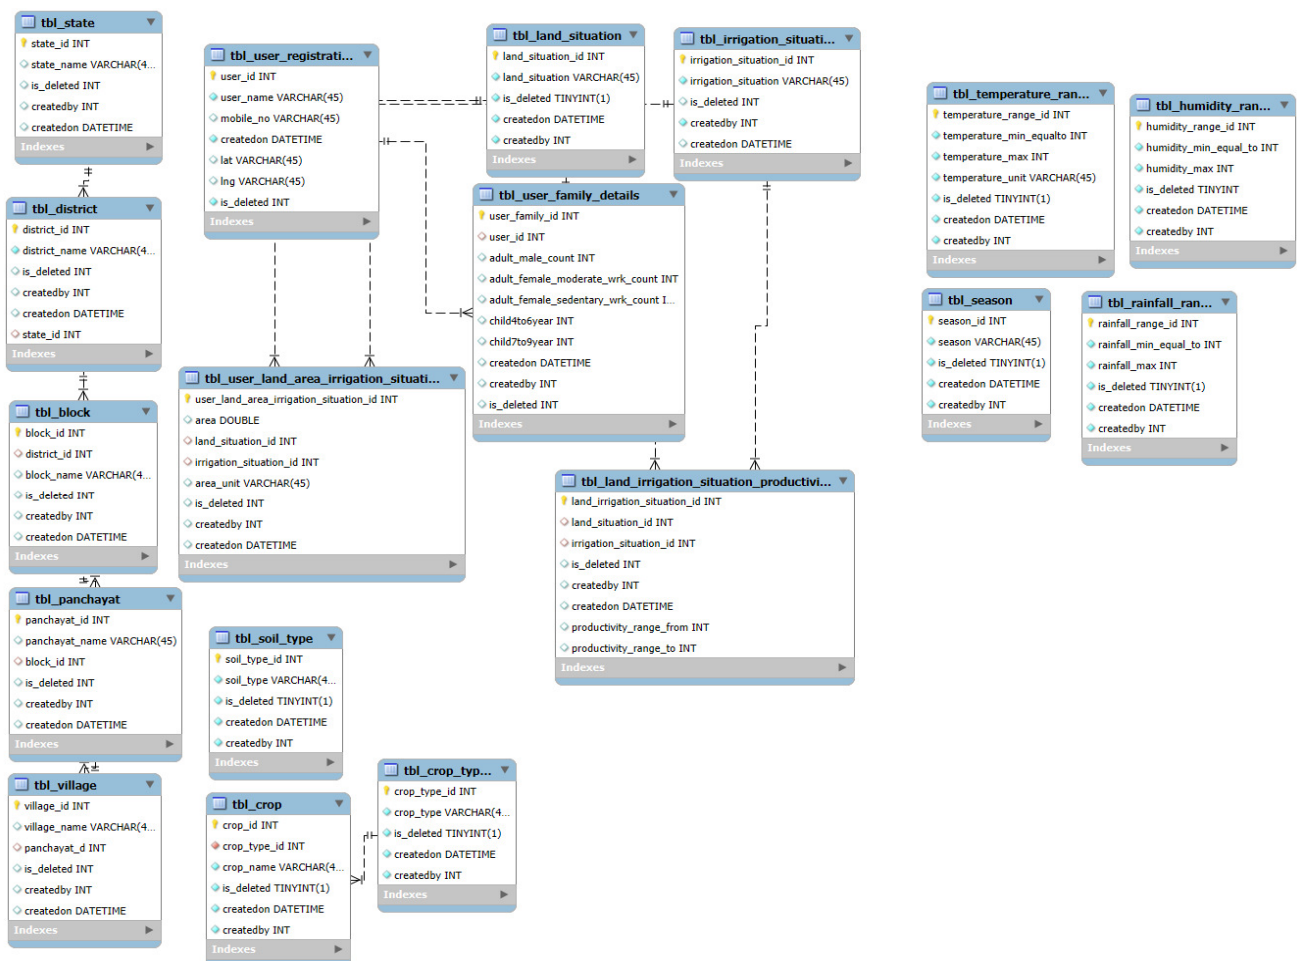 tbl_state
state_id INT
state_name VARCHAR(4...
is_deleted INT
createdby INT
createdon DATETIME
Indexes
tbl_district
district_id INT
district_name VARCHAR(4...
is_deleted INT
createdby INT
createdon DATETIME
state_id INT
Indexes
tbl_block
block_id INT
district_id INT
block_name VARCHAR(4...
is_deleted INT
createdby INT
createdon DATETIME
Indexes
tbl_panchayat
panchayat_id INT
panchayat_name VARCHAR(45)
block_id INT
is_deleted INT
createdby INT
createdon DATETIME
Indexes
tbl_village
village_id INT
village_name VARCHAR(4...
panchayat_d INT
is_deleted INT
createdby INT
createdon DATETIME
Indexes
tbl_user_registrati...
user_id INT
user_name VARCHAR(45)
mobile_no VARCHAR(45)
createdon DATETIME
lat VARCHAR(45)
lng VARCHAR(45)
is_deleted INT
Indexes
tbl_user_land_area_irrigation_situati...
user_land_area_irrigation_situation_id INT
area DOUBLE
land_situation_id INT
irrigation_situation_id INT
area_unit VARCHAR(45)
is_deleted INT
createdby INT
createdon DATETIME
Indexes
tbl_soil_type
soil_type_id INT
soil_type VARCHAR(4...
is_deleted TINYINT(1)
createdon DATETIME
createdby INT
Indexes
tbl_crop
crop_id INT
crop_type_id INT
crop_name VARCHAR(4...
is_deleted TINYINT(1)
createdon DATETIME
createdby INT
Indexes
tbl_crop_typ...
crop_type_id INT
crop_type VARCHAR(4...
is_deleted TINYINT(1)
createdon DATETIME
createdby INT
Indexes
tbl_land_situation
land_situation_id INT
land_situation VARCHAR(45)
is_deleted TINYINT(1)
createdon DATETIME
createdby INT
Indexes
tbl_user_family_details
user_family_id INT
user_id INT
adult_male_count INT
adult_female_moderate_wrk_count INT
adult_female_sedentary_wrk_count I...
child4to6year INT
child7to9year INT
createdon DATETIME
createdby INT
is_deleted INT
Indexes
tbl_irrigation_situati...
irrigation_situation_id INT
irrigation_situation VARCHAR(45)
is_deleted INT
createdby INT
createdon DATETIME
Indexes
tbl_land_irrigation_situation_productivi...
land_irrigation_situation_id INT
land_situation_id INT
irrigation_situation_id INT
is_deleted INT
createdby INT
createdon DATETIME
productivity_range_from INT
productivity_range_to INT
Indexes
tbl_temperature_ran...
temperature_range_id INT
temperature_min_equalto INT
temperature_max INT
temperature_unit VARCHAR(45)
is_deleted TINYINT(1)
createdon DATETIME
createdby INT
Indexes
tbl_humidity_ran...
humidity_range_id INT
humidity_min_equal_to INT
humidity_max INT
is_deleted TINYINT
createdon DATETIME
createdby INT
Indexes
tbl_season
season_id INT
season VARCHAR(45)
is_deleted TINYINT(1)
createdon DATETIME
createdby INT
Indexes
tbl_rainfall_ran...
rainfall_range_id INT
rainfall_min_equal_to INT
rainfall_max INT
is_deleted TINYINT(1)
createdon DATETIME
createdby INT
Indexes